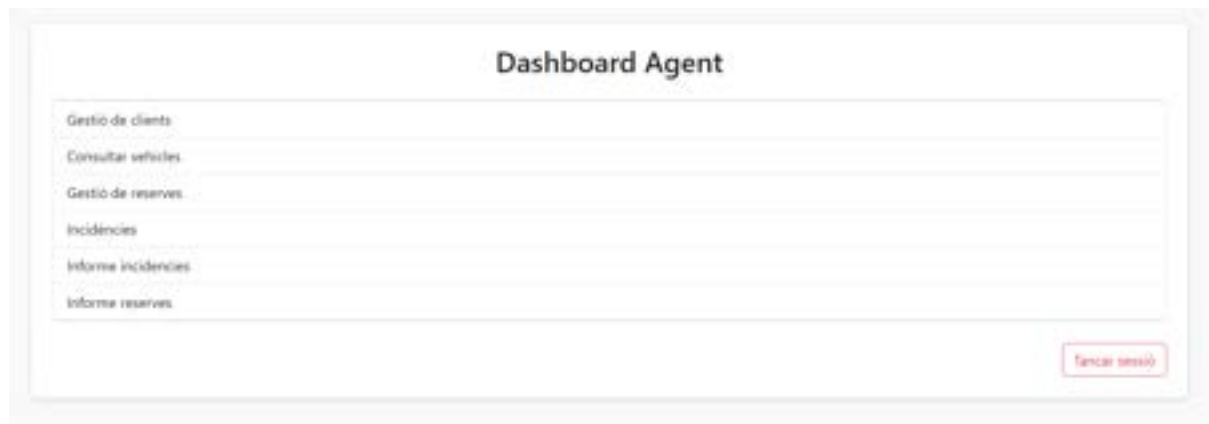 Dashboard Agent
Gestió de clients
Consultar vehicles
Gestió de reserves
Incidències
Informe incidencies
Informe reserves
Tancar sessió